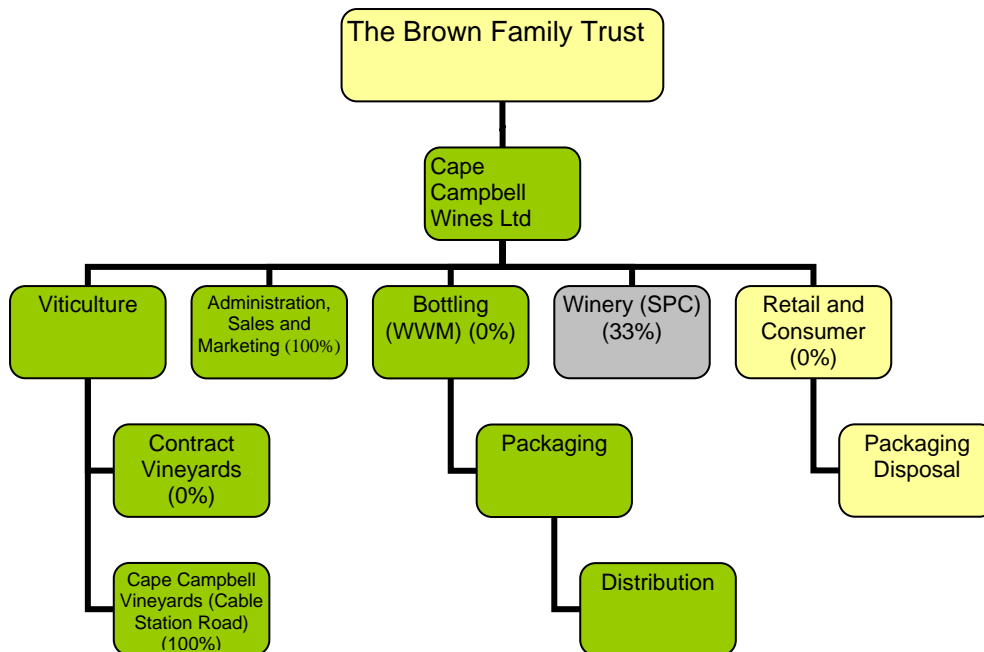 The Brown Family Trust
Cape
Campbell
Wines Ltd
Viticulture
Administration,
Sales and
Marketing (100%)
Bottling
(WWM) (0%)
Winery (SPC)
(33%)
Retail and
Consumer
(0%)
Contract
Vineyards
(0%)
Packaging
Packaging
Disposal
Cape Campbell
Vineyards (Cable
Station Road)
(100%)
Distribution